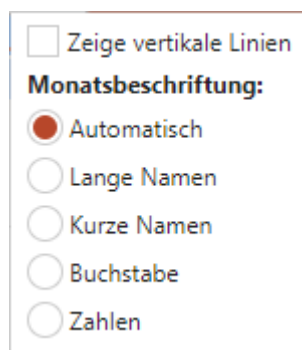 Zeige vertikale Linien
Monatsbeschriftung:
Automatisch
Lange Namen
Kurze Namen
Buchstabe
Zahlen